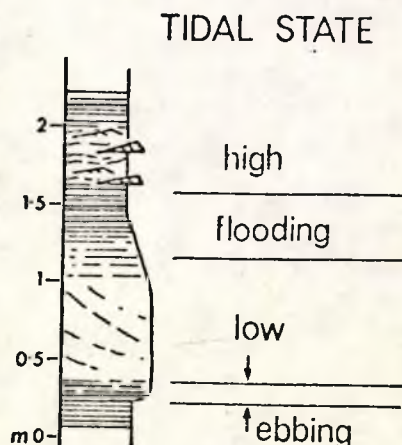 TIDAL STATE
2
high
1·5
flooding
1
low
0·5
m 0
ebbing